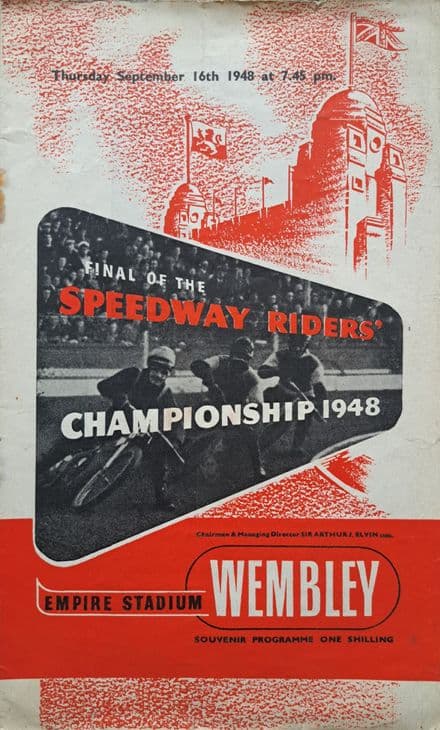 Thursday September 16th 1948 at 7.45 pm.
FINAL OF THE
SPEEDWAY RIDERS'
CHAMPIONSHIP 1948
Chairman & Managing Director SIR ARTHUR J. ELVIN
EMPIRE STADIUM
WEMBLEY
SOUVENIR PROGRAMME ONE SHILLING